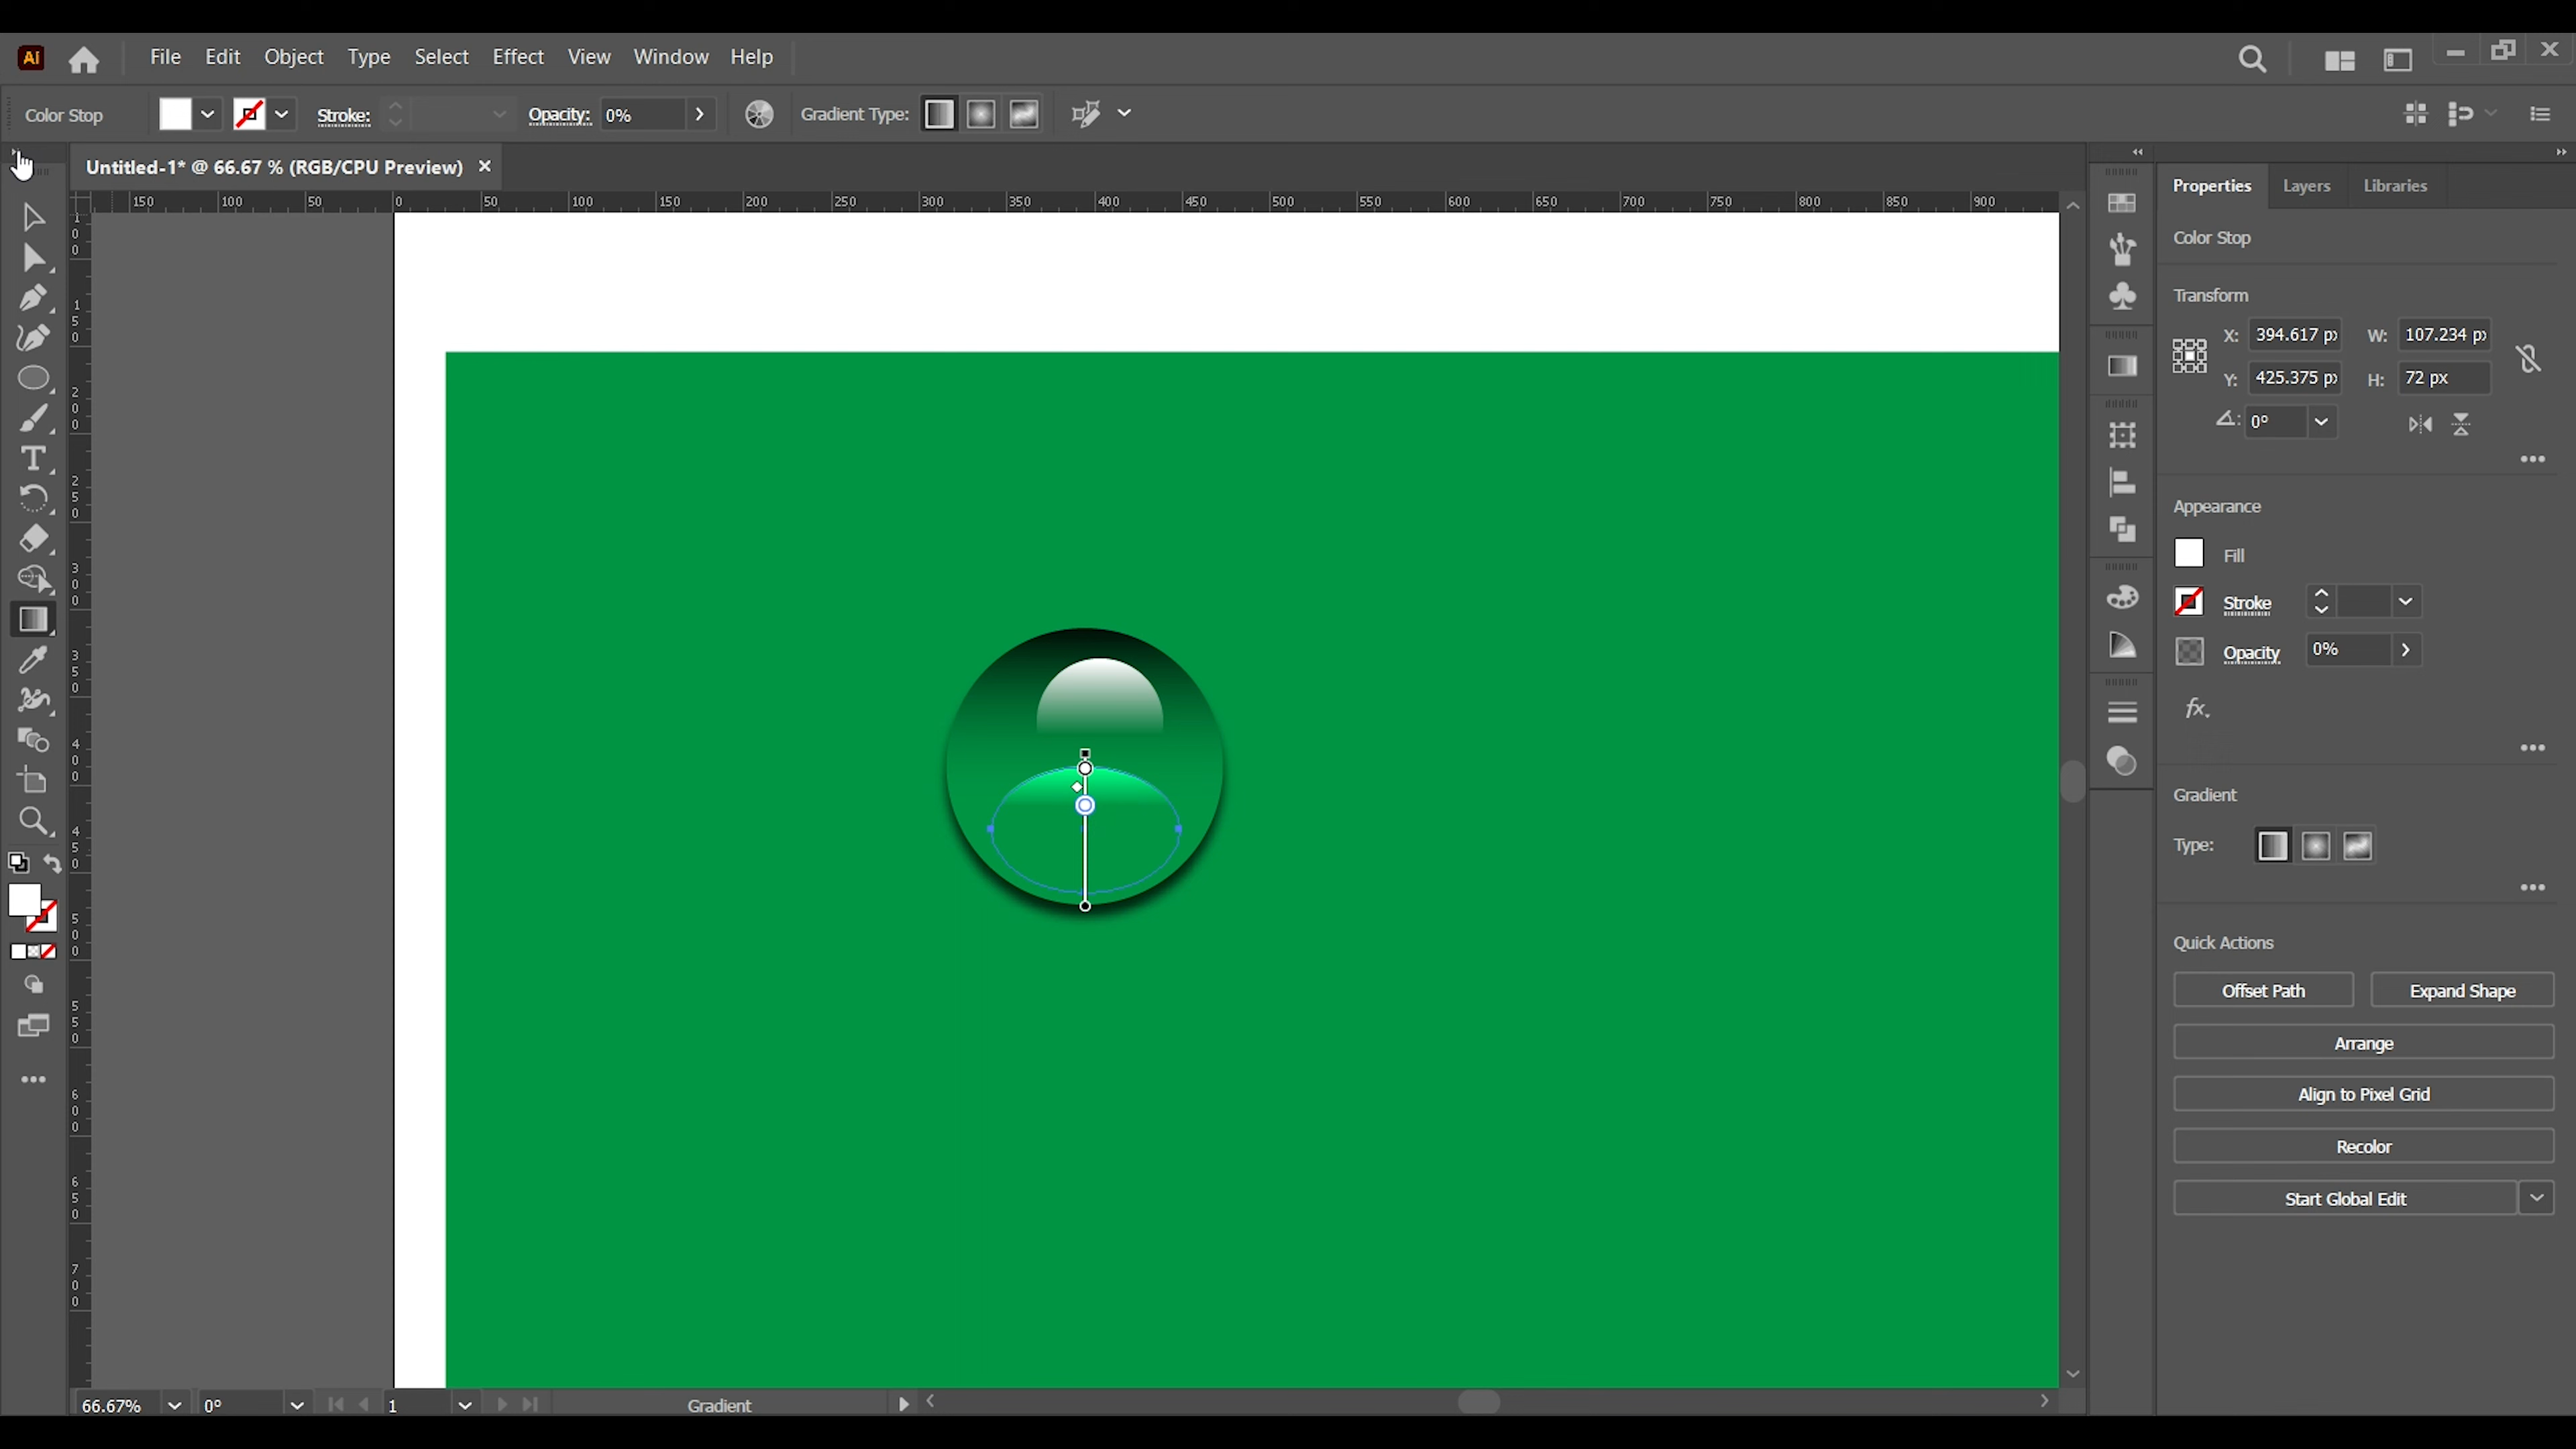 Ai File Edit Object Type Select Effect View Window Help
Color Stop Stroke: Opacity: 0% Gradient Type:
Untitled-1* @ 66.67 % (RGB/CPU Preview) ×
150 100 50 0 50 100 150 200 250 300 350 400 450 500 550 600 650 700 750 800 850 900
100
150
200
250
300
350
400
450
500
550
600
650
700
Properties Layers Libraries
Color Stop
Transform
X: 394.617 px W: 107.234 px
Y: 425.375 px H: 72 px
0°
Appearance
Fill
Stroke
Opacity 0%
fx.
Gradient
Type:
Quick Actions
Offset Path Expand Shape
Arrange
Align to Pixel Grid
Recolor
Start Global Edit
66.67% 0° 1 Gradient